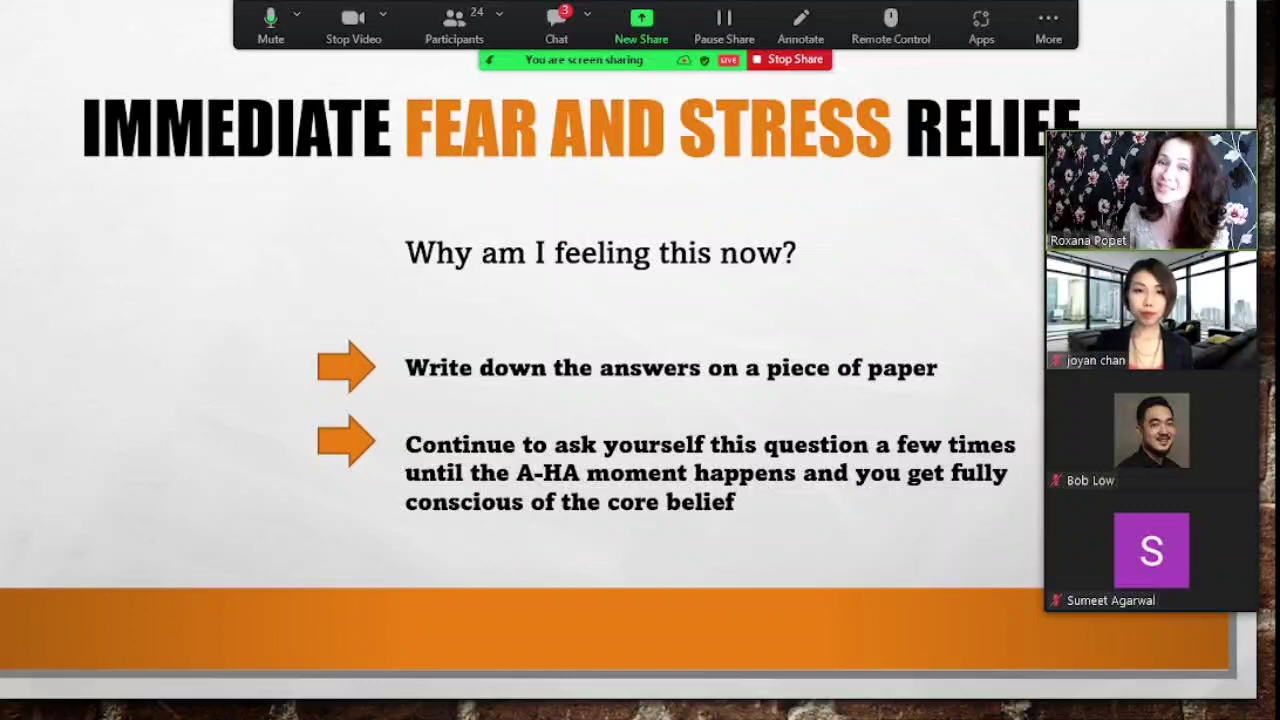 24
3
Mute
Stop Video
Participants
Chat
New Share
Pause Share
Annotate
Remote Control
Apps
More
You are screen sharing
LIVE
Stop Share
IMMEDIATE FEAR AND STRESS RELIEF
Why am I feeling this now?
Write down the answers on a piece of paper
Continue to ask yourself this question a few times
until the A-HA moment happens and you get fully
conscious of the core belief
Roxana Popet
joyan chan
Bob Low
S
Sumeet Agarwal